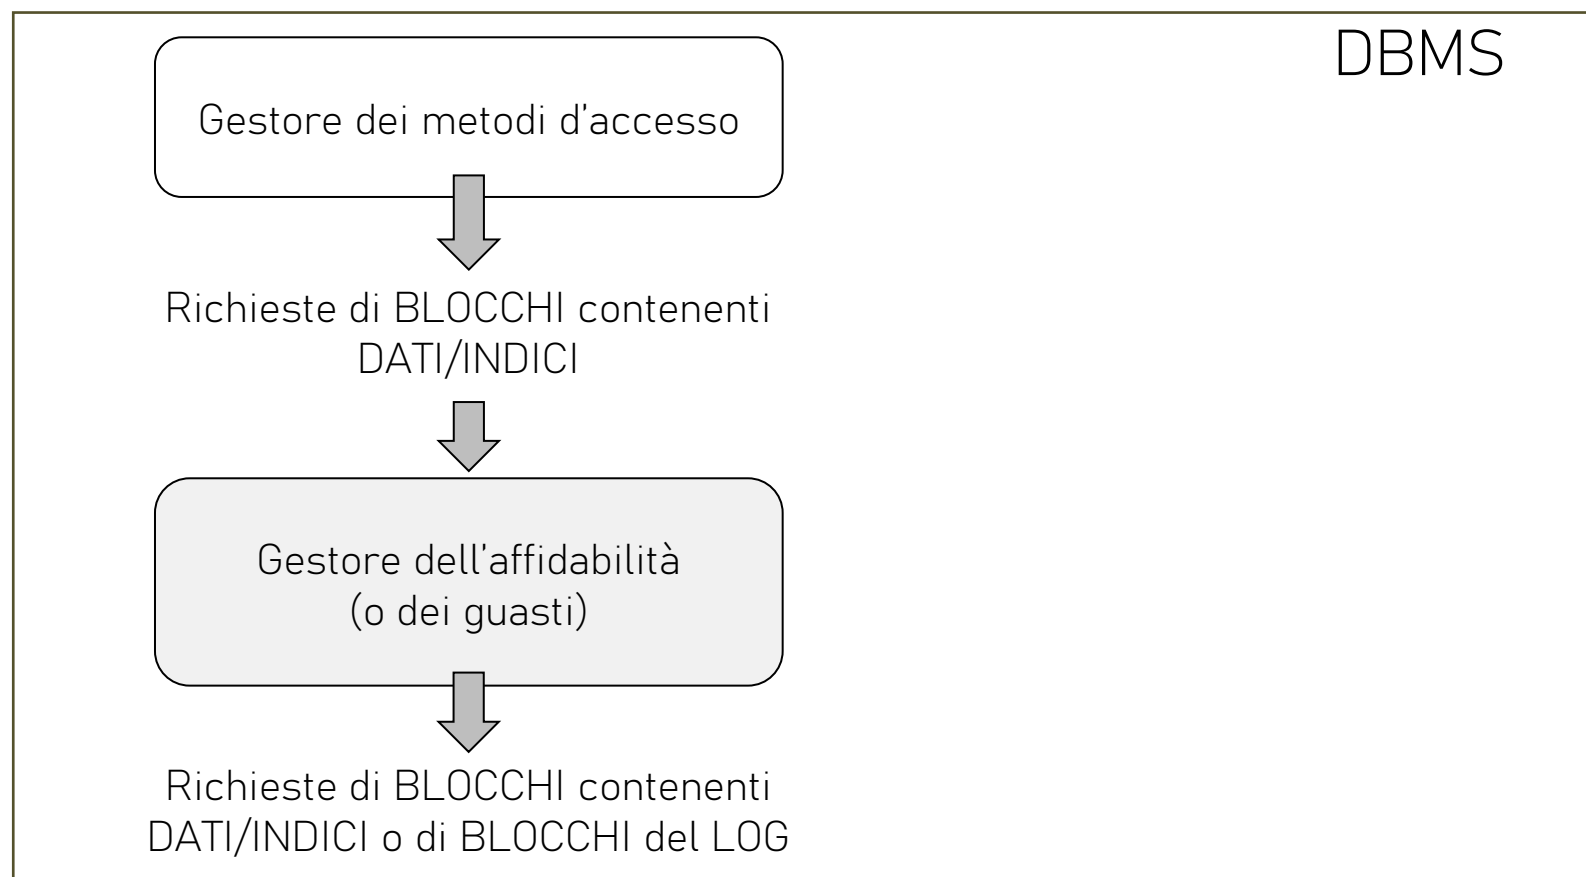 DBMS
Gestore dei metodi d'accesso
Richieste di BLOCCHI contenenti
DATI/INDICI
Gestore dell'affidabilità
(o dei guasti)
Richieste di BLOCCHI contenenti
DATI/INDICI o di BLOCCHI del LOG